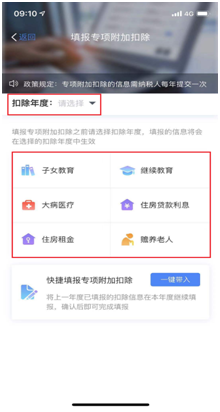 09:10
4G
返回
填报专项附加扣除
政策规定：专项附加扣除的信息需纳税人每年提交一次
扣除年度： 请选择
填报专项附加扣除之前请选择扣除年度，填报的信息将会
在选择的扣除年度中生效
子女教育
继续教育
大病医疗
住房贷款利息
住房租金
赡养老人
快捷填报专项附加扣除
一键带入
将上一年度已填报的扣除信息在本年度继续填
报，确认后即可完成填报